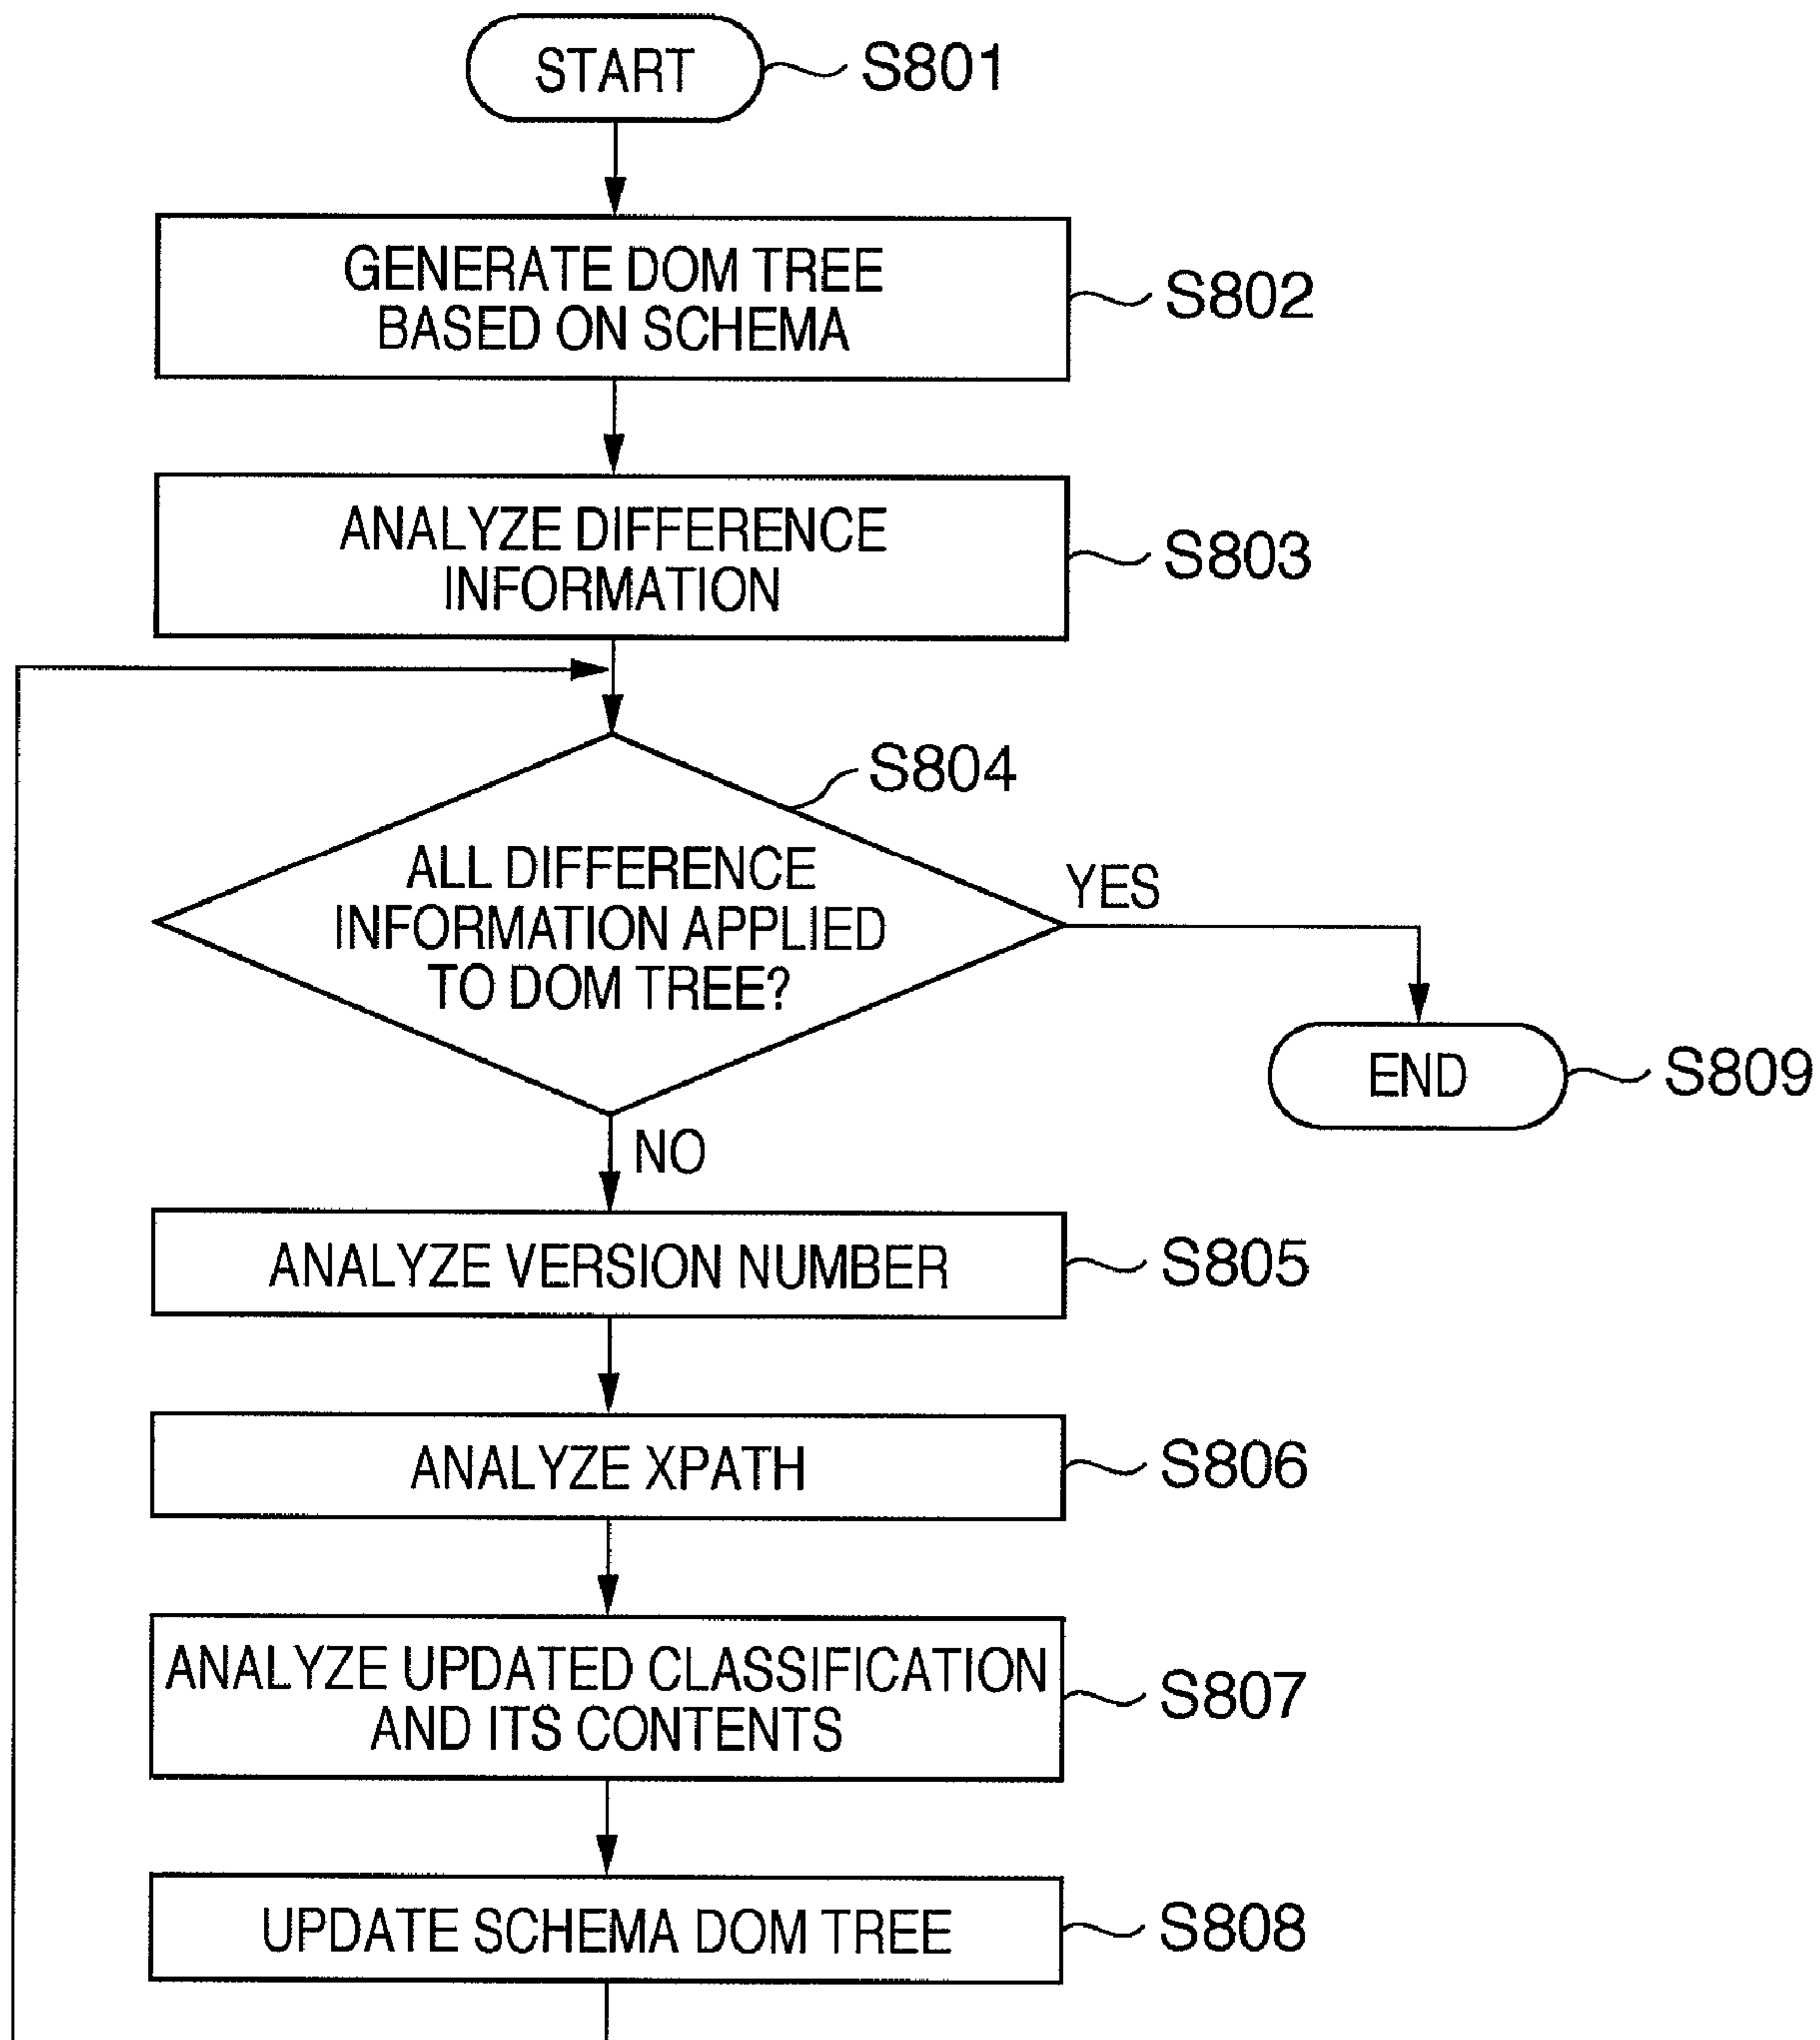 START
S801
GENERATE DOM TREE
BASED ON SCHEMA
S802
ANALYZE DIFFERENCE
INFORMATION
S803
S804
ALL DIFFERENCE
INFORMATION APPLIED
TO DOM TREE?
YES
END
S809
NO
ANALYZE VERSION NUMBER
S805
ANALYZE XPATH
S806
ANALYZE UPDATED CLASSIFICATION
AND ITS CONTENTS
S807
UPDATE SCHEMA DOM TREE
S808